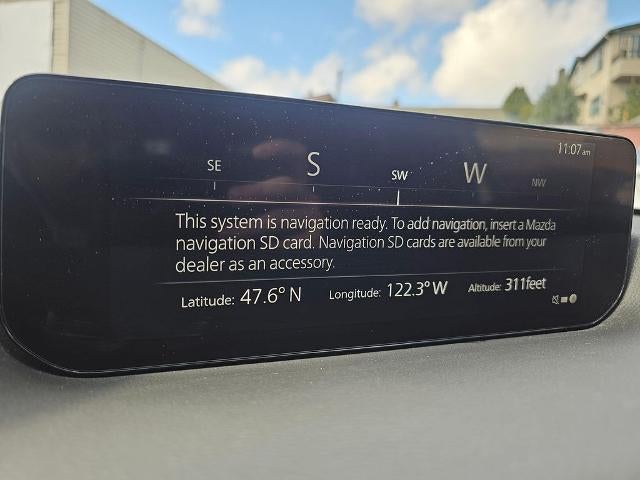 11:07 am
SE S SW W NW
This system is navigation ready. To add navigation, insert a Mazda
navigation SD card. Navigation SD cards are available from your
dealer as an accessory.
Latitude: 47.6° N Longitude: 122.3° W Altitude: 311feet